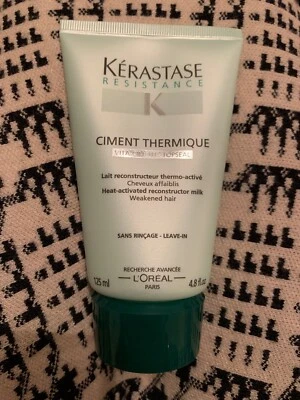 KÉRASTASE
RESISTANCE
K
CIMENT THERMIQUE
Lait reconstructeur thermo-activé
Cheveux affaiblis
Heat-activated reconstructor milk
Weakened hair
SANS RINÇAGE - LEAVE-IN
RECHERCHE AVANCÉE
L'ORÉAL
PARIS
125 ml
4.8 fl.oz